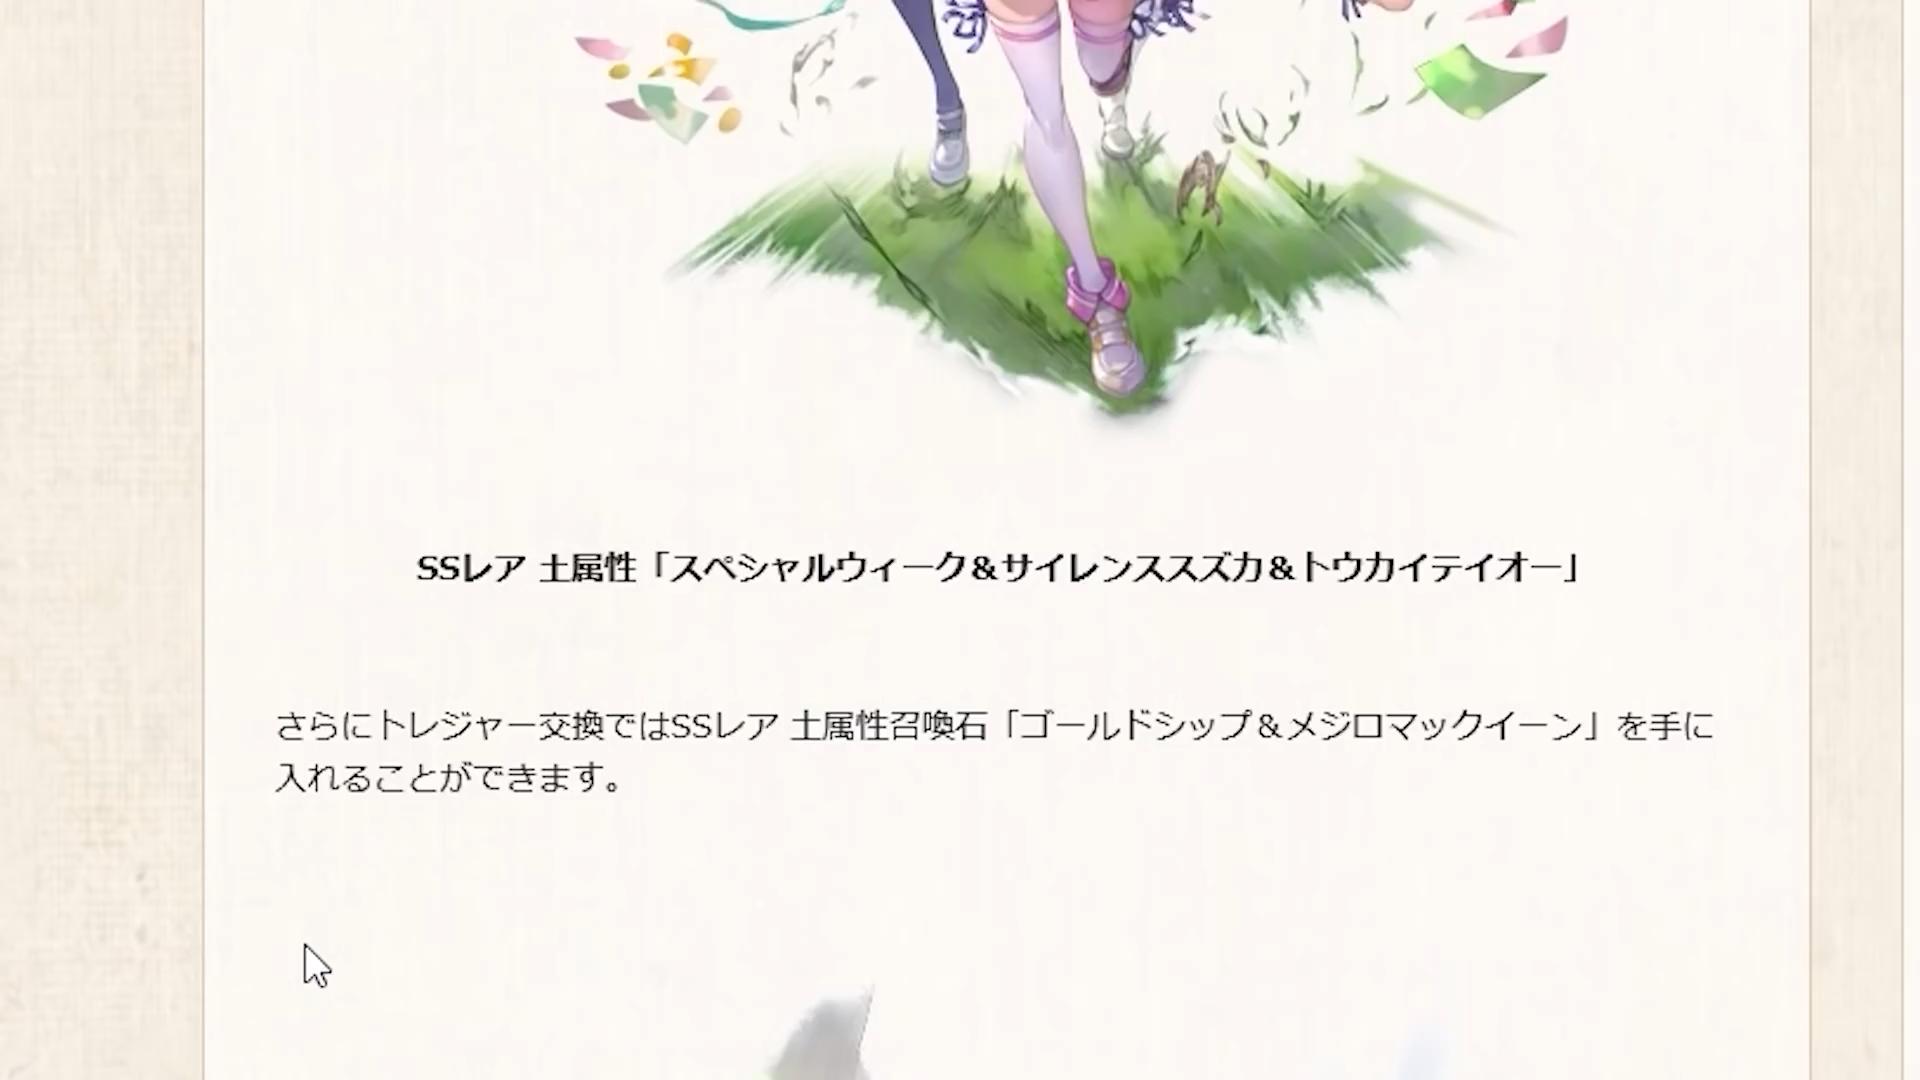 SSレア 土属性「スペシャルウィーク＆サイレンススズカ＆トウカイテイオー」
さらにトレジャー交換ではSSレア 土属性召喚石「ゴールドシップ＆メジロマックイーン」を手に
入れることができます。